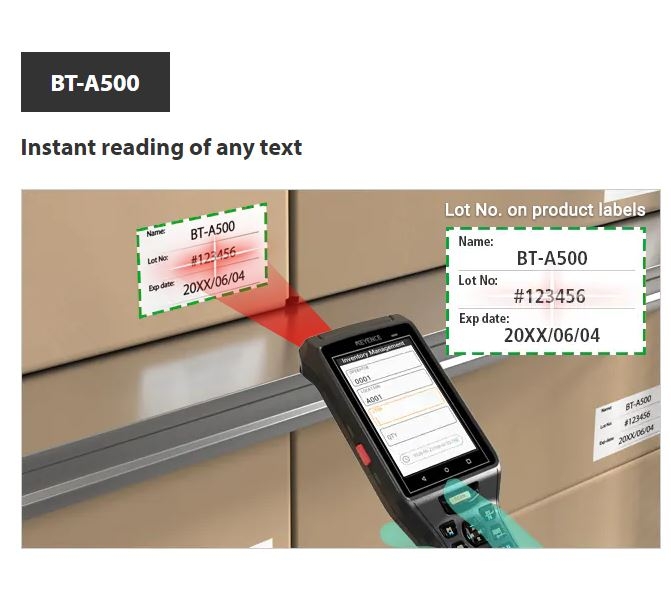 BT-A500
Instant reading of any text
Lot No. on product labels
Name: BT-A500
Lot No: #123456
Exp date: 20XX/06/04
Name:
BT-A500
Lot No:
#123456
Exp date:
20XX/06/04
KEYENCE
Inventory Management
OPERATOR
0001
LOCATION
A001
QTY
Name: BT-A500
Lot No: #123456
Exp date: 20XX/06/04